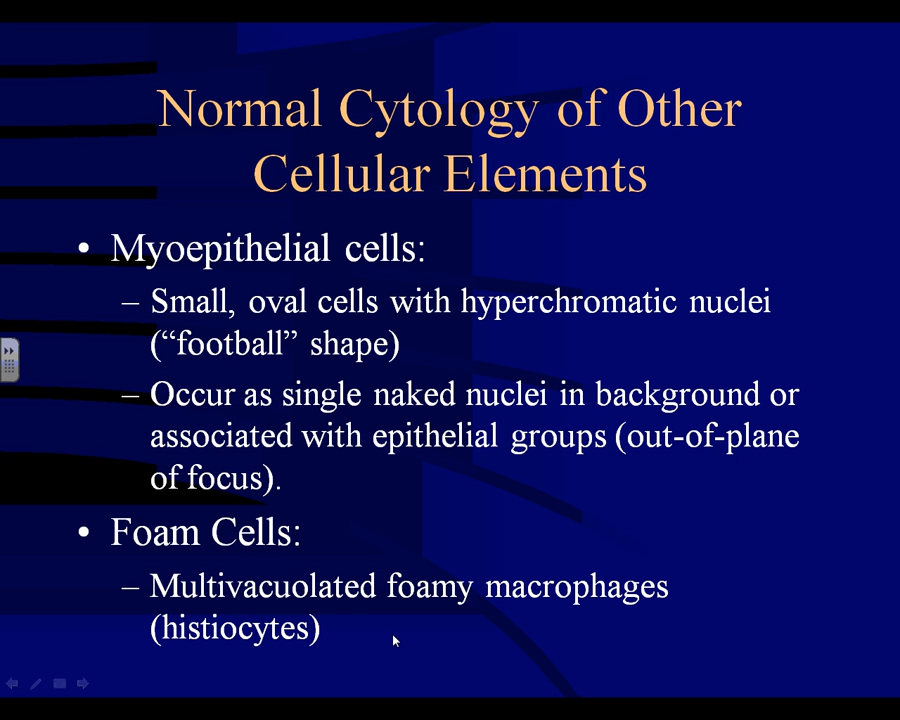 Normal Cytology of Other
Cellular Elements
• Myoepithelial cells:
– Small, oval cells with hyperchromatic nuclei
(“football” shape)
– Occur as single naked nuclei in background or
associated with epithelial groups (out-of-plane
of focus).
• Foam Cells:
– Multivacuolated foamy macrophages
(histiocytes)